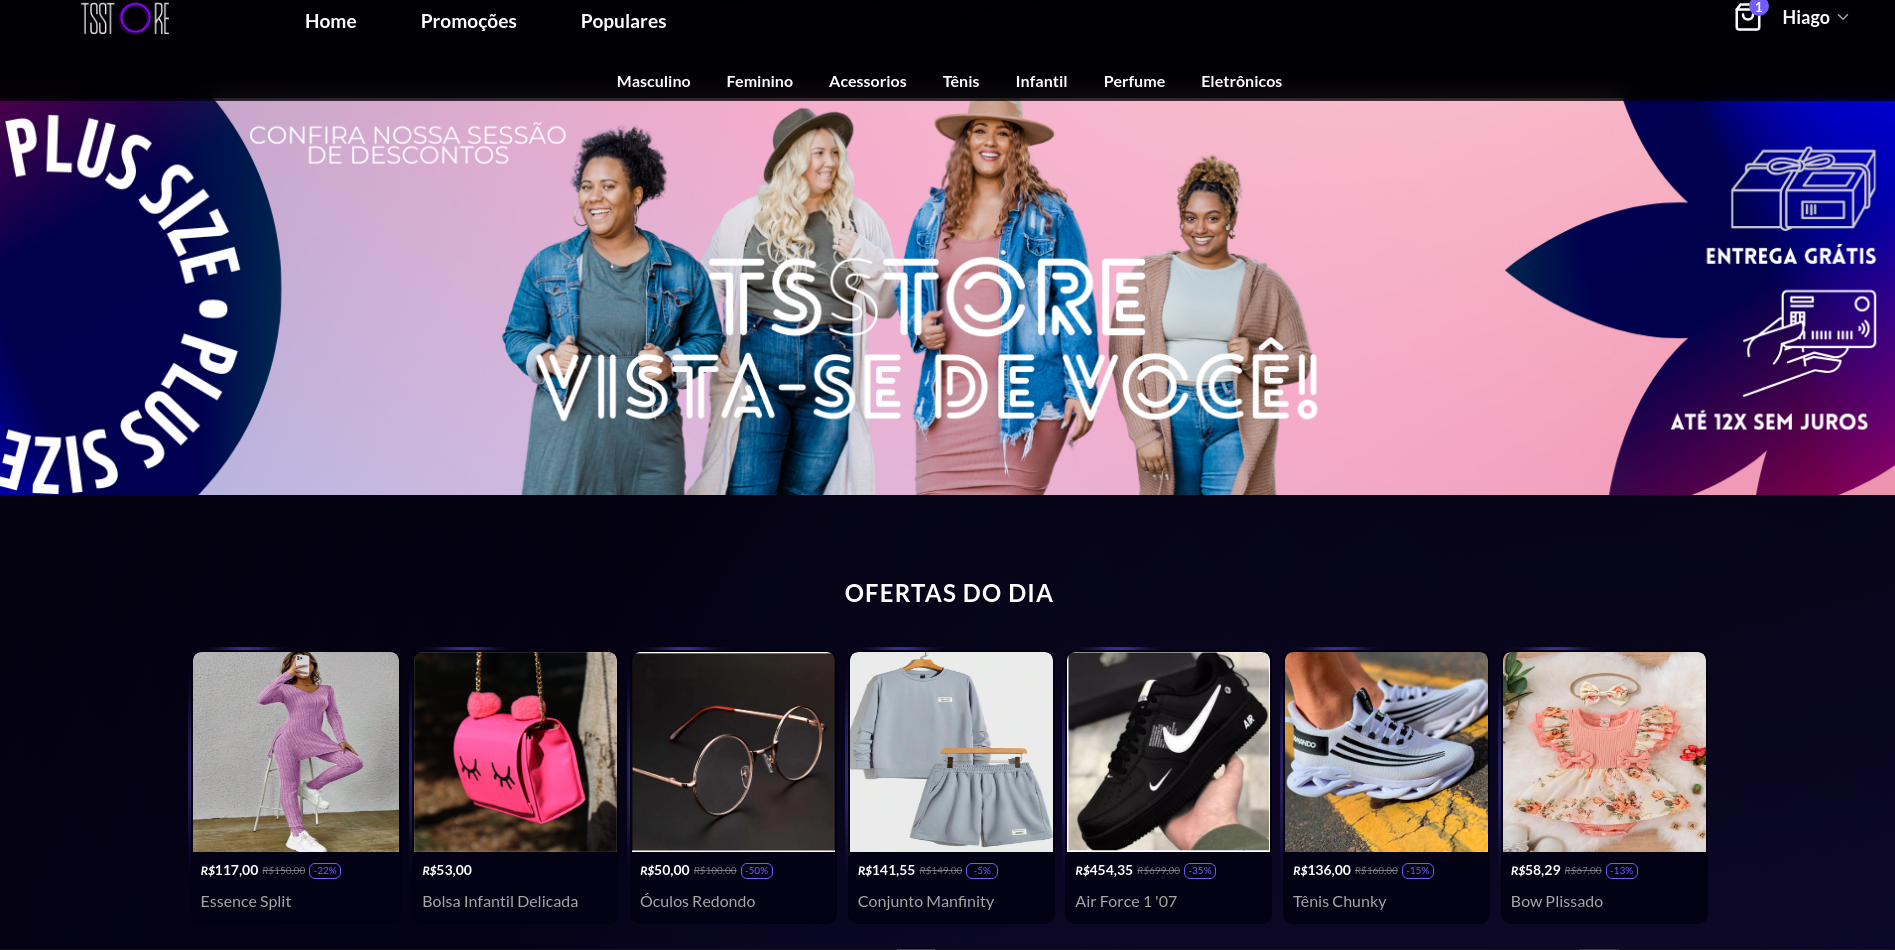 TSSTORE
Home Promoções Populares
1
Hiago
Masculino Feminino Acessorios Tênis Infantil Perfume Eletrônicos
PLUS SIZE • PLUS SIZE
CONFIRA NOSSA SESSÃO
DE DESCONTOS
TSSTORE
VISTA-SE DE VOCÊ!
ENTREGA GRÁTIS
ATÉ 12X SEM JUROS
OFERTAS DO DIA
AIR
R$117,00 R$150,00 -22%
Essence Split
R$53,00
Bolsa Infantil Delicada
R$50,00 R$100,00 -50%
Óculos Redondo
R$141,55 R$149,00 -5%
Conjunto Manfinity
R$454,35 R$699,00 -35%
Air Force 1 '07
R$136,00 R$160,00 -15%
Tênis Chunky
R$58,29 R$67,00 -13%
Bow Plissado